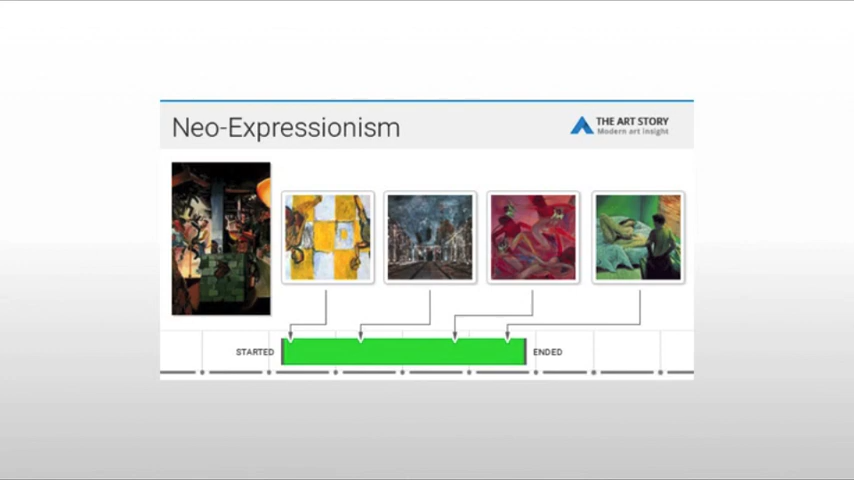 Neo-Expressionism
THE ART STORY
Modern art insight
STARTED
ENDED